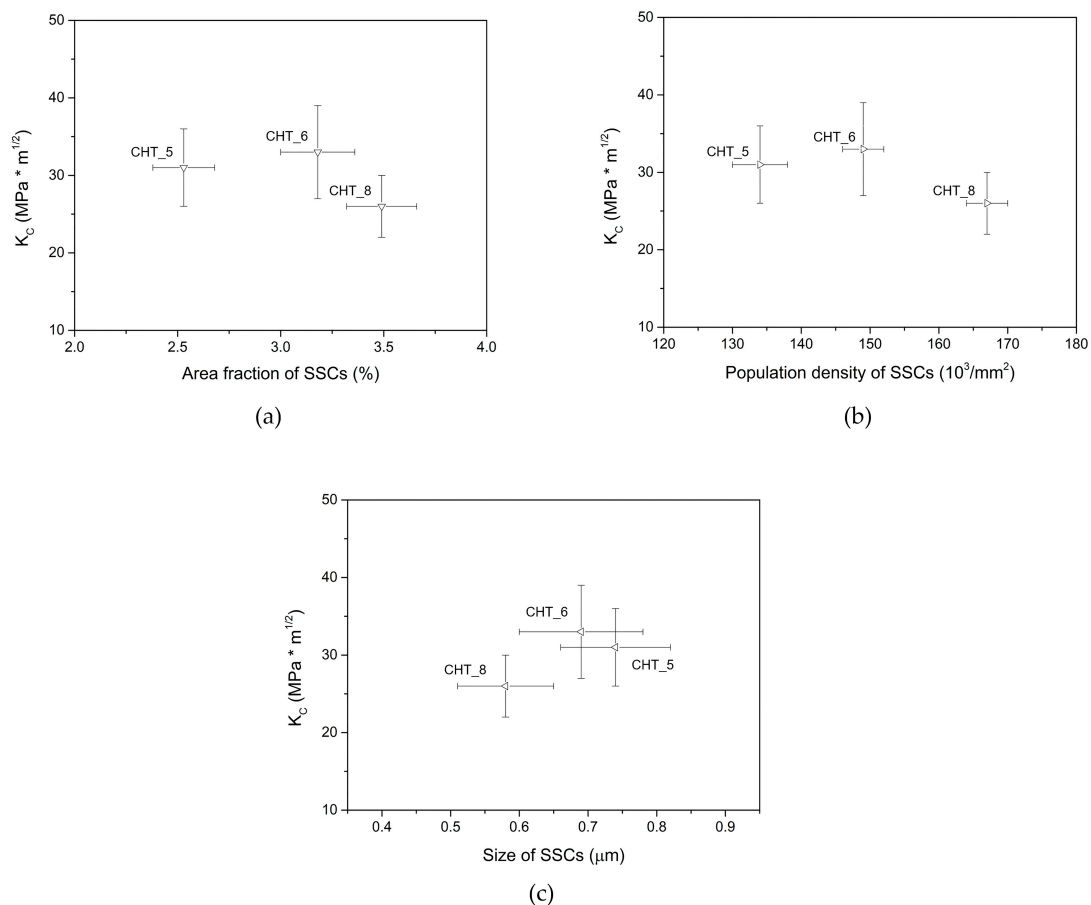 50
40
30
20
10
K_C (MPa * m^1/2)
CHT_5
CHT_6
CHT_8
2.0 2.5 3.0 3.5 4.0
Area fraction of SSCs (%)
(a)
50
40
30
20
10
K_C (MPa * m^1/2)
CHT_5
CHT_6
CHT_8
120 130 140 150 160 170 180
Population density of SSCs (10^3/mm^2)
(b)
50
40
30
20
10
K_C (MPa * m^1/2)
CHT_6
CHT_8
CHT_5
0.4 0.5 0.6 0.7 0.8 0.9
Size of SSCs (μm)
(c)